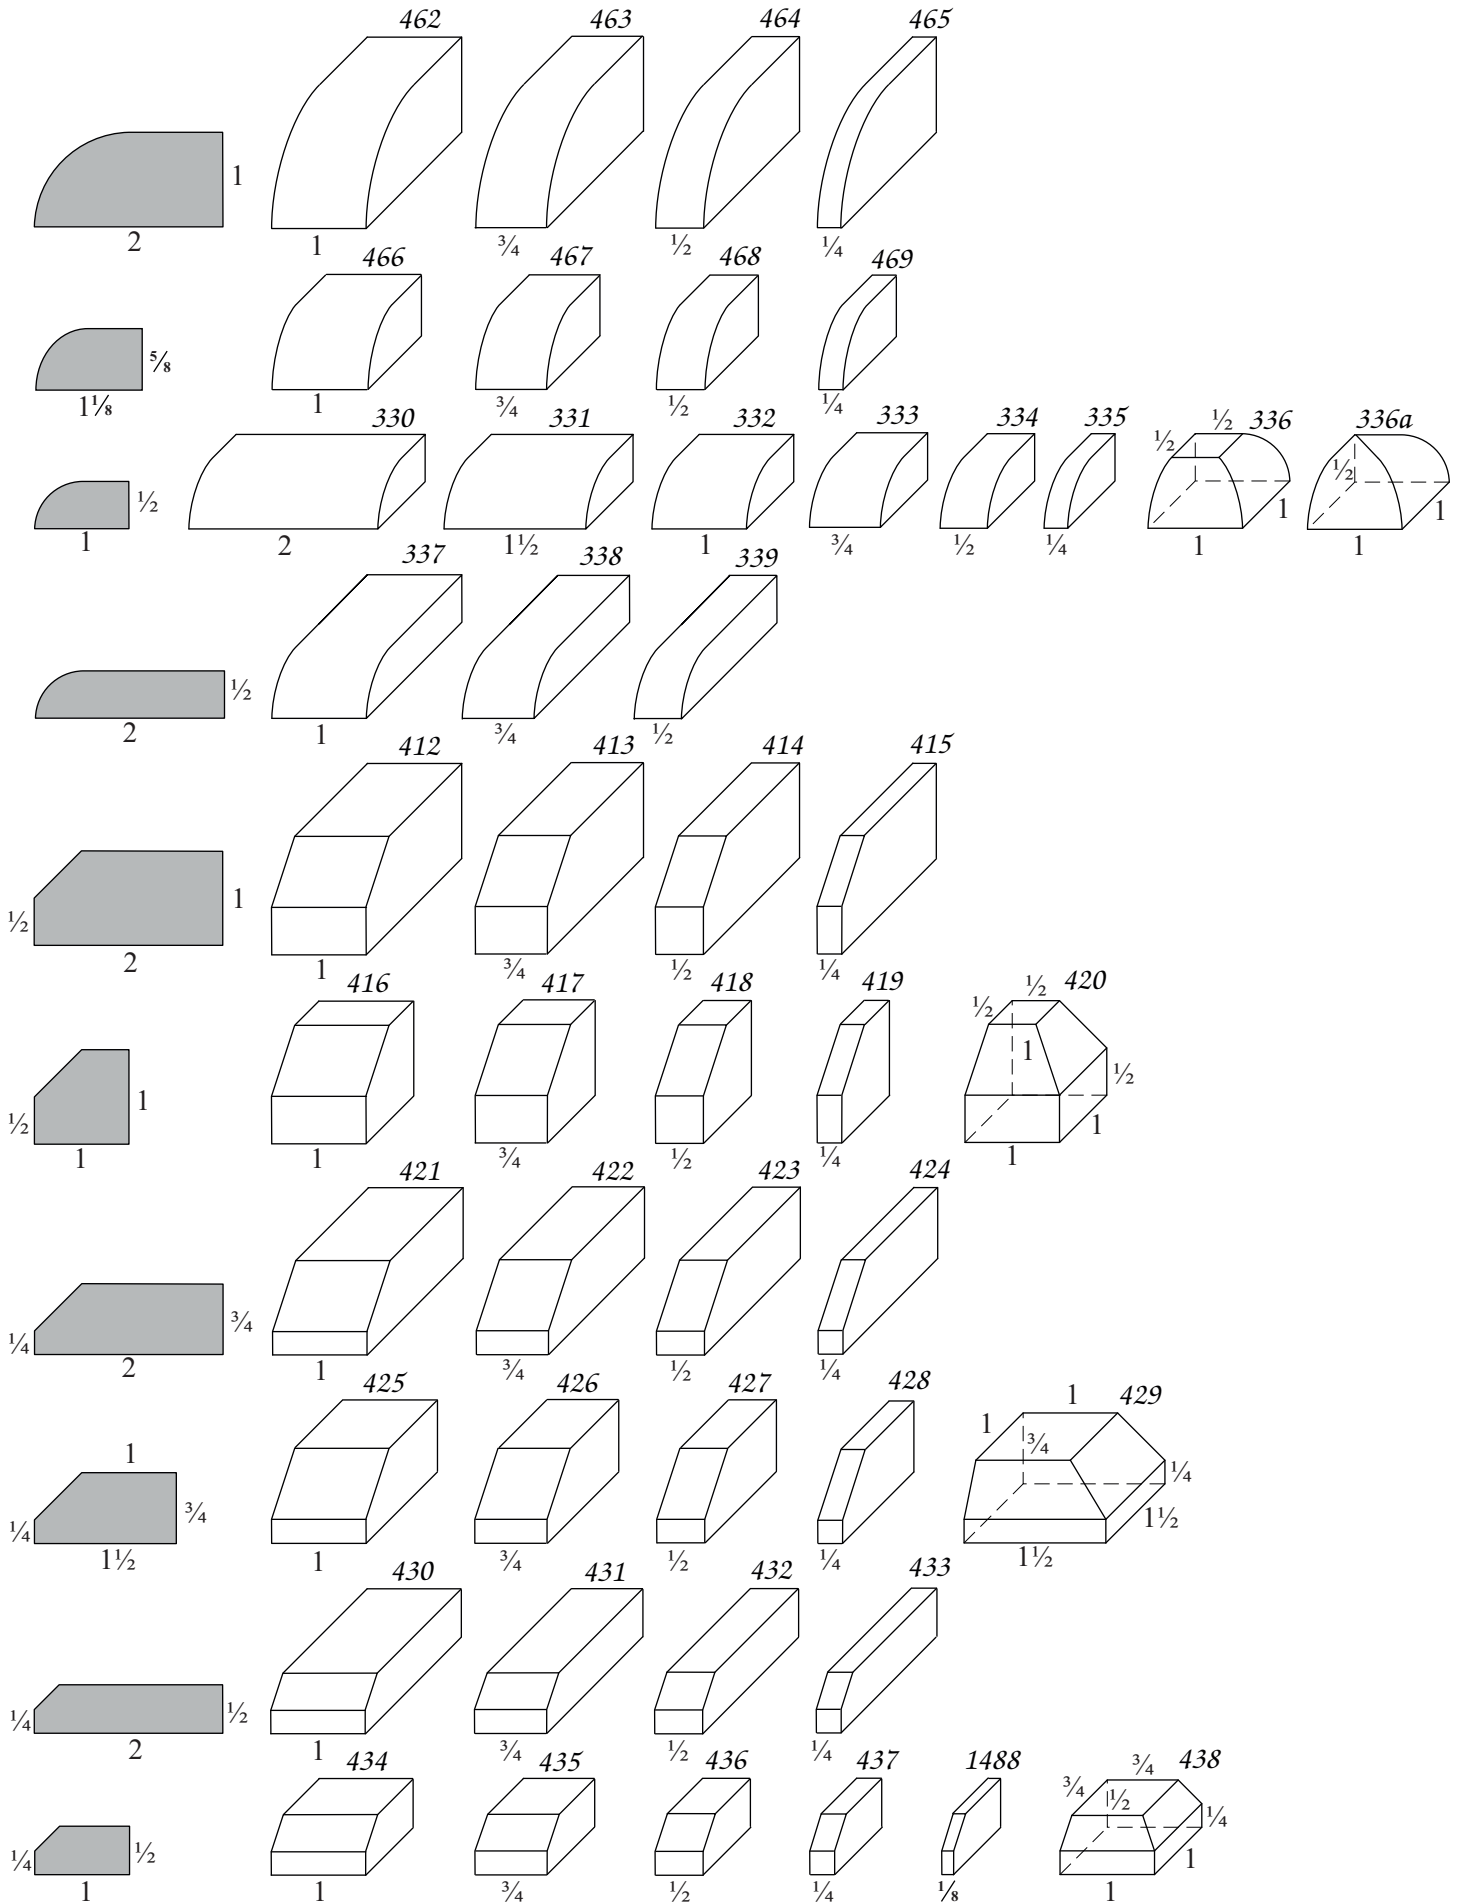 462 463 464 465
1
2 1 ¾ ½ ¼
466 467 468 469
⅝
1⅛ 1 ¾ ½ ¼
330 331 332 333 334 335 ½ 336 336a
½ ½ ½ 1 1
1 2 1½ 1 ¾ ½ ¼ 1 1
337 338 339
½
2 1 ¾ ½
412 413 414 415
½ 1
2 1 ¾ ½ ¼
416 417 418 419 ½ ½ 420
½ 1 1 ½
1 1 ¾ ½ ¼ 1 1
421 422 423 424
¼ ¾
2 1 ¾ ½ ¼
425 426 427 428 1 429
1 1 ¾
¼ ¾ ¼
1½ 1 ¾ ½ ¼ 1½ 1½
430 431 432 433
¼ ½
2 1 ¾ ½ ¼
434 435 436 437 1488 ¾ 438
¼ ½ ¾ ½ ¼
1 1 ¾ ½ ¼ ⅛ 1 1